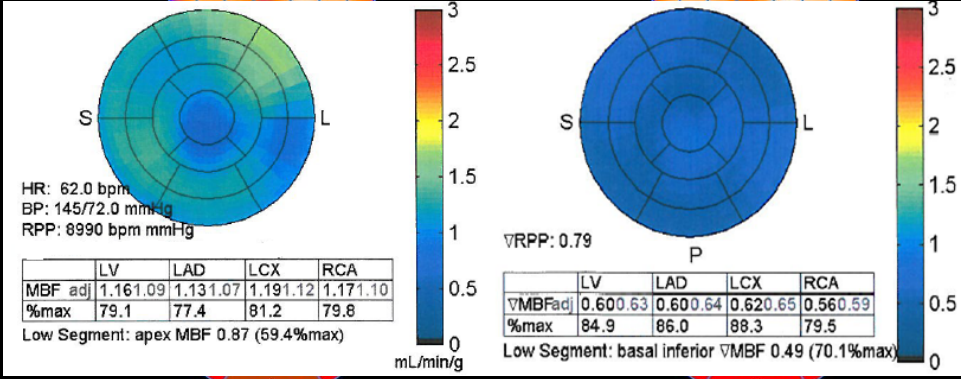 S L
HR: 62.0 bpm
BP: 145/72.0 mmHg
RPP: 8990 bpm mmHg
LV LAD LCX RCA
MBF adj 1.16 1.09 1.13 1.07 1.19 1.12 1.17 1.10
%max 79.1 77.4 81.2 79.8
Low Segment: apex MBF 0.87 (59.4%max)
3
2.5
2
1.5
1
0.5
0
mL/min/g
S L
P
∇RPP: 0.79
LV LAD LCX RCA
∇MBFadj 0.60 0.63 0.60 0.64 0.62 0.65 0.56 0.59
%max 84.9 86.0 88.3 79.5
Low Segment: basal inferior ∇MBF 0.49 (70.1%max)
3
2.5
2
1.5
1
0.5
0